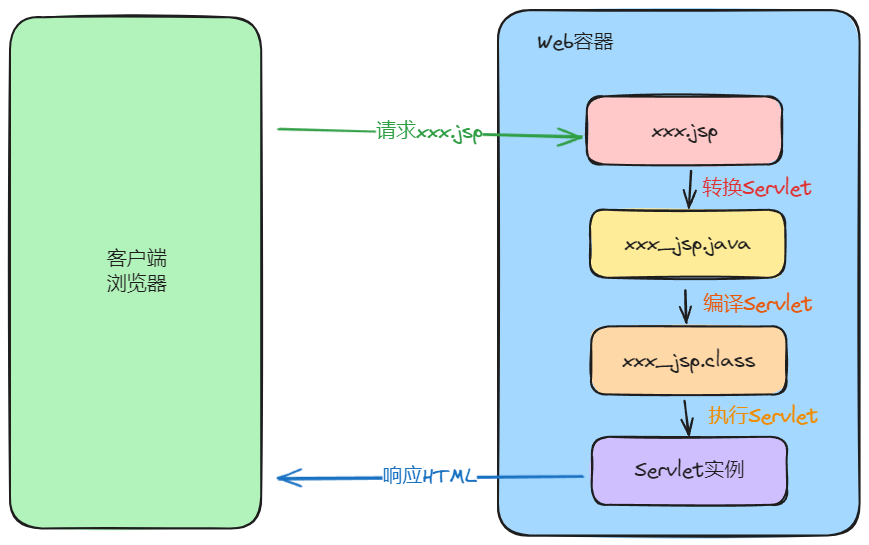 Web容器
请求xxx.jsp
xxx.jsp
转换Servlet
xxx_jsp.java
客户端
浏览器
编译Servlet
xxx_jsp.class
执行Servlet
Servlet实例
响应HTML